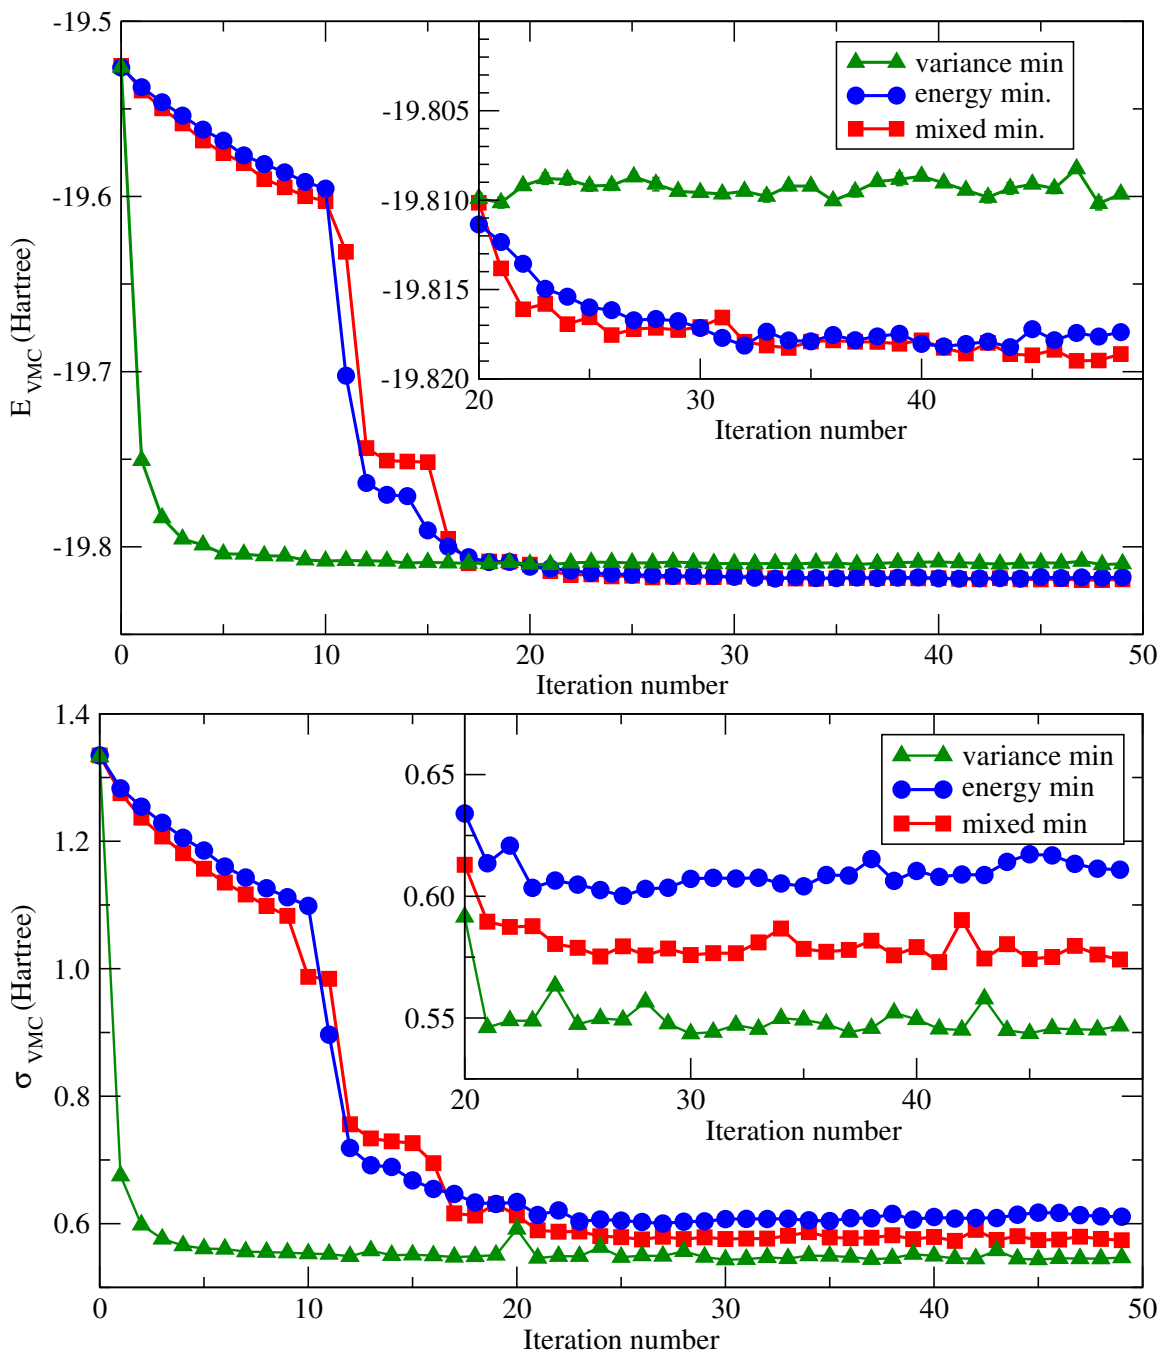 -19.5
-19.6
-19.7
-19.8
E VMC (Hartree)
0
10
20
30
40
50
Iteration number
-19.805
-19.810
-19.815
-19.820
20
30
40
Iteration number
variance min
energy min.
mixed min.
1.4
1.2
1.0
0.8
0.6
σ VMC (Hartree)
0
10
20
30
40
50
Iteration number
0.65
0.60
0.55
20
30
40
Iteration number
variance min
energy min
mixed min